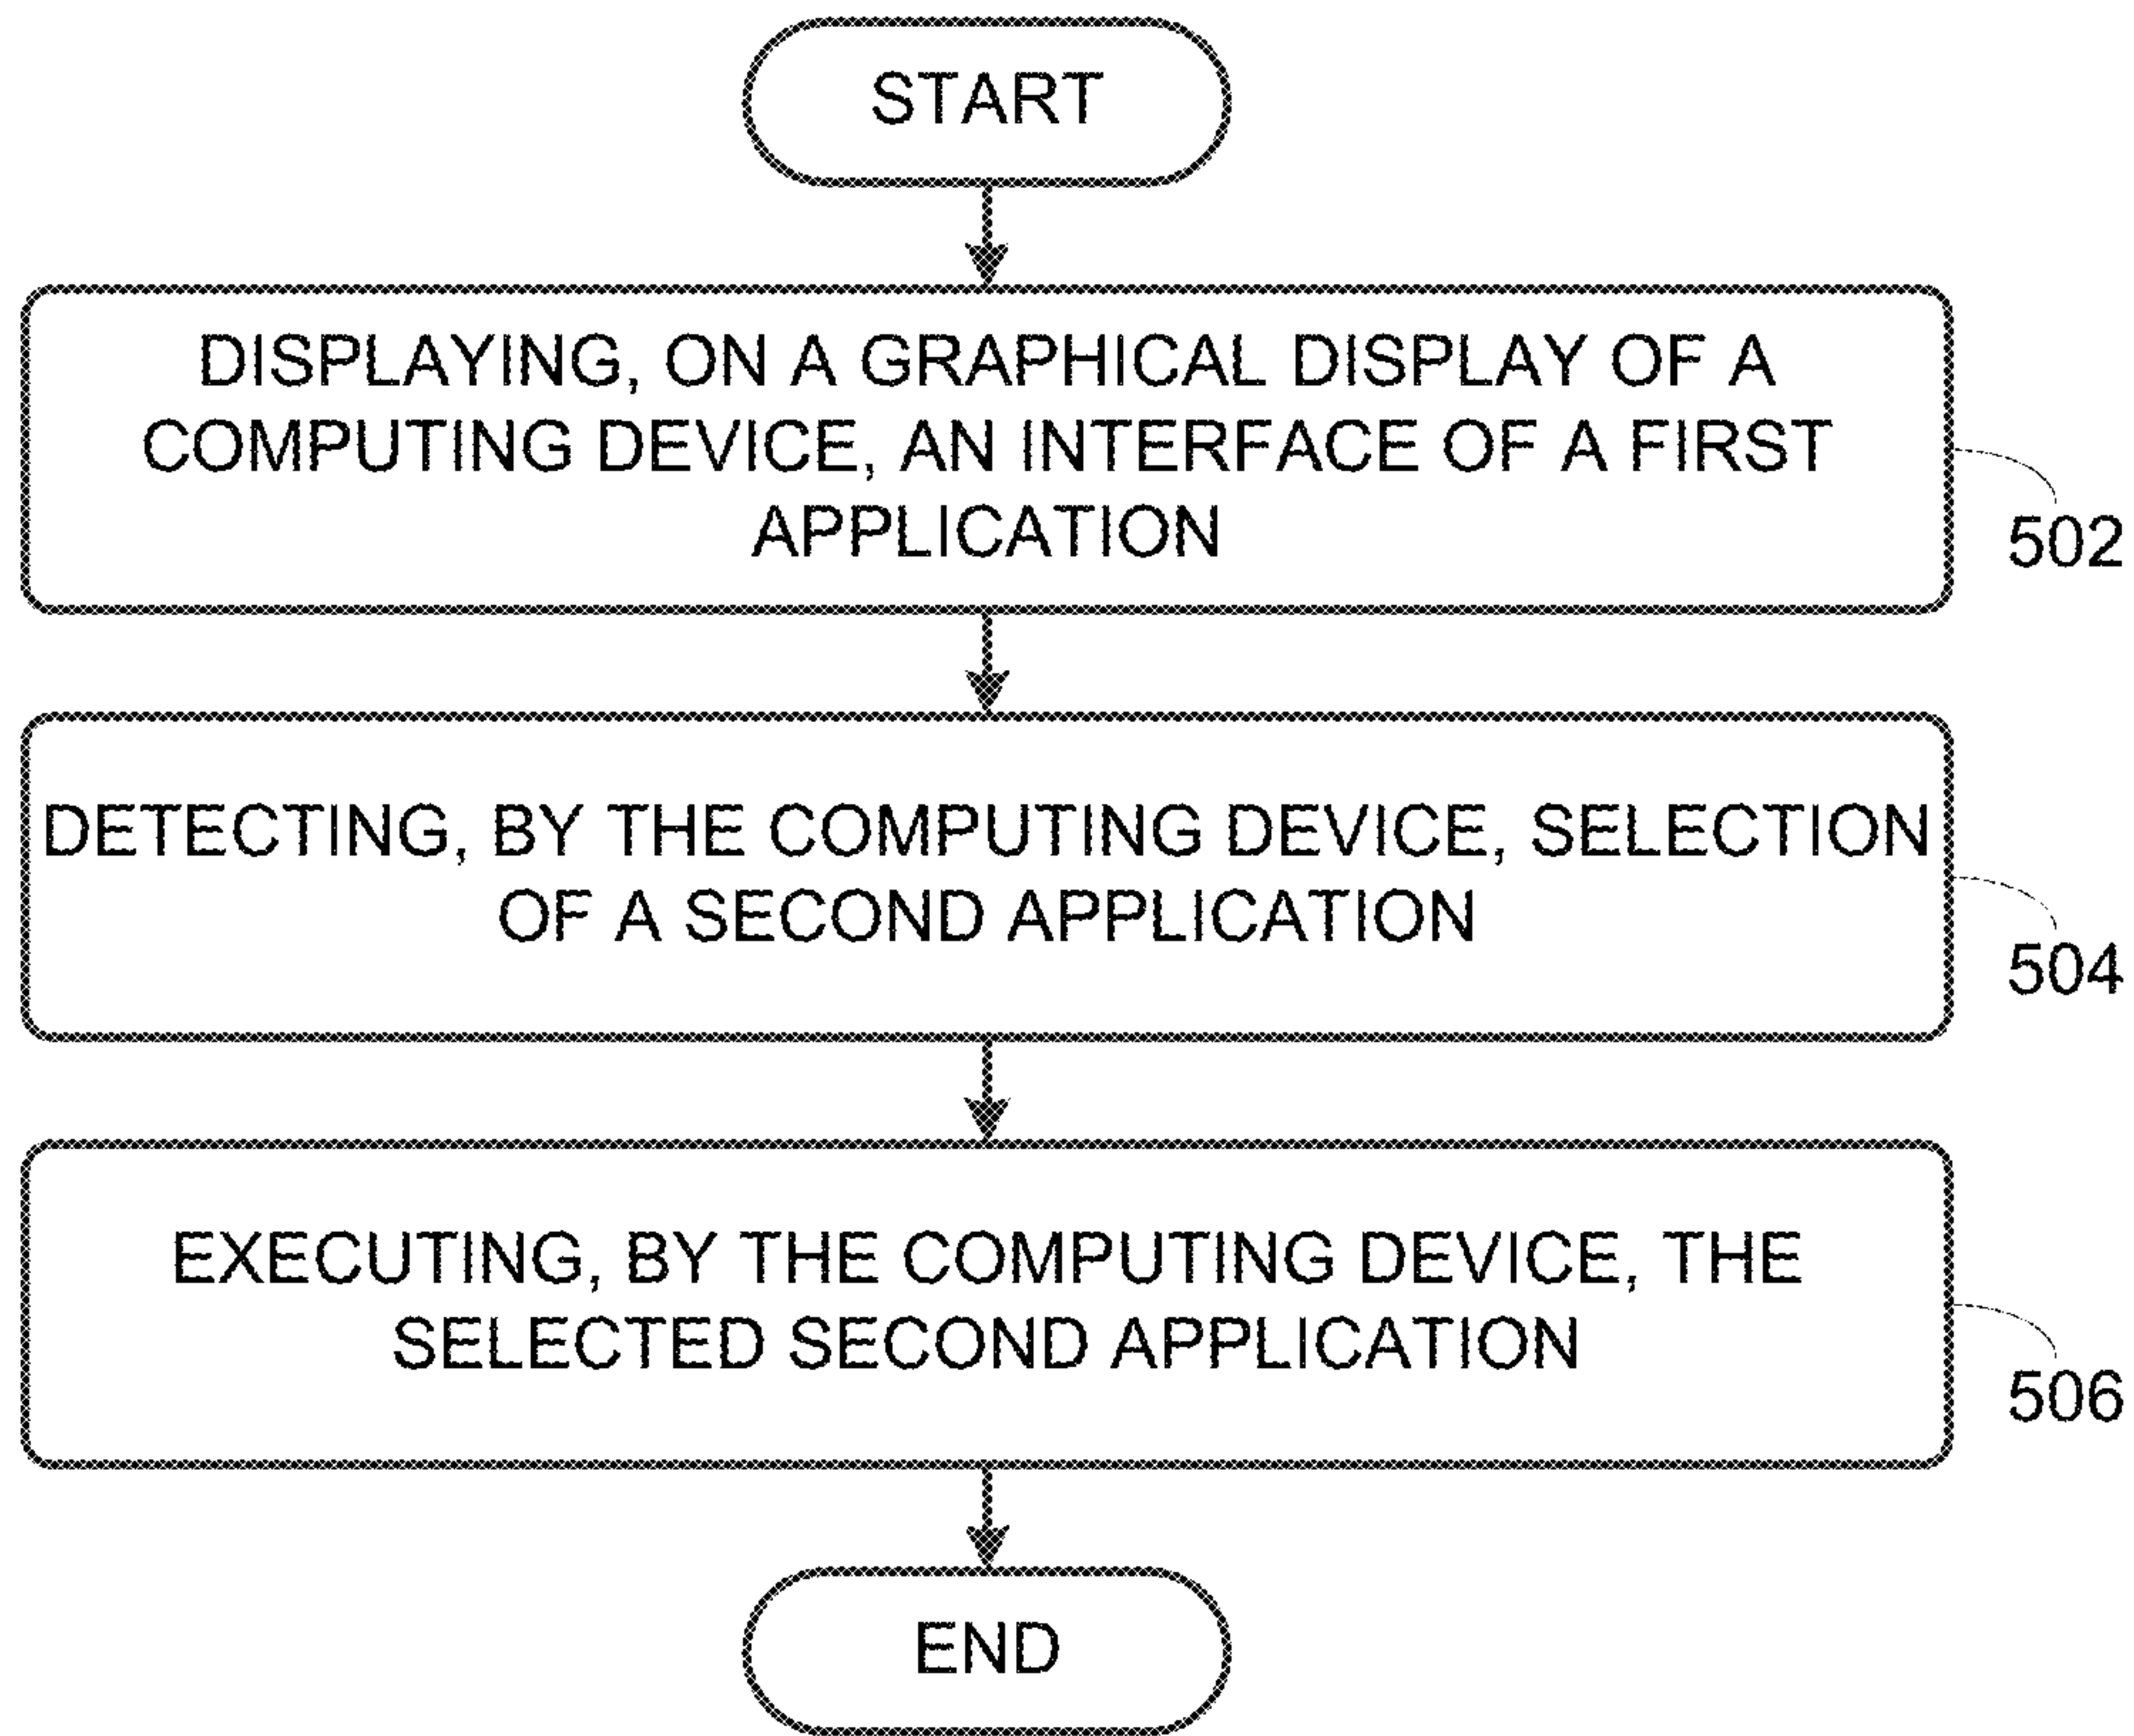 START
DISPLAYING, ON A GRAPHICAL DISPLAY OF A
COMPUTING DEVICE, AN INTERFACE OF A FIRST
APPLICATION
502
DETECTING, BY THE COMPUTING DEVICE, SELECTION
OF A SECOND APPLICATION
504
EXECUTING, BY THE COMPUTING DEVICE, THE
SELECTED SECOND APPLICATION
506
END